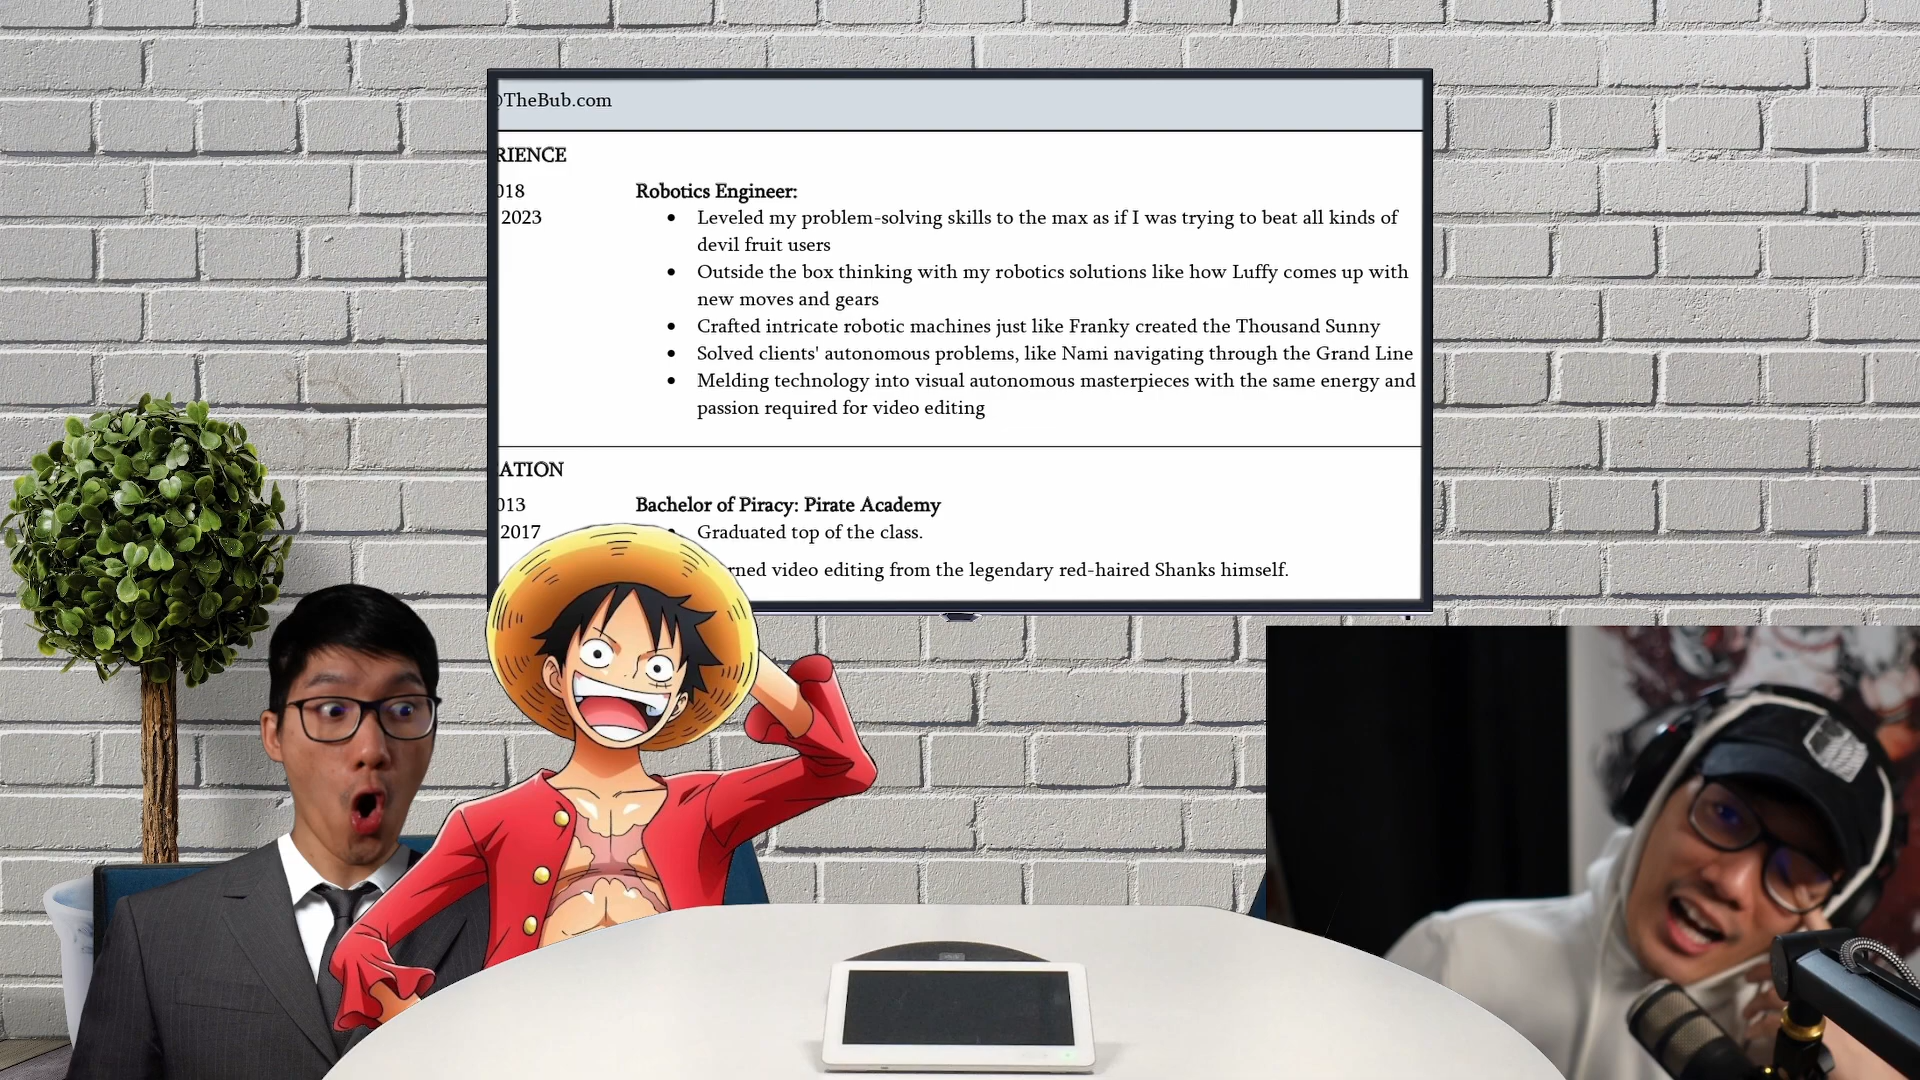 @TheBub.com
RIENCE
018
2023
Robotics Engineer:
• Leveled my problem-solving skills to the max as if I was trying to beat all kinds of
devil fruit users
• Outside the box thinking with my robotics solutions like how Luffy comes up with
new moves and gears
• Crafted intricate robotic machines just like Franky created the Thousand Sunny
• Solved clients' autonomous problems, like Nami navigating through the Grand Line
• Melding technology into visual autonomous masterpieces with the same energy and
passion required for video editing
ATION
013
2017
Bachelor of Piracy: Pirate Academy
• Graduated top of the class.
rned video editing from the legendary red-haired Shanks himself.